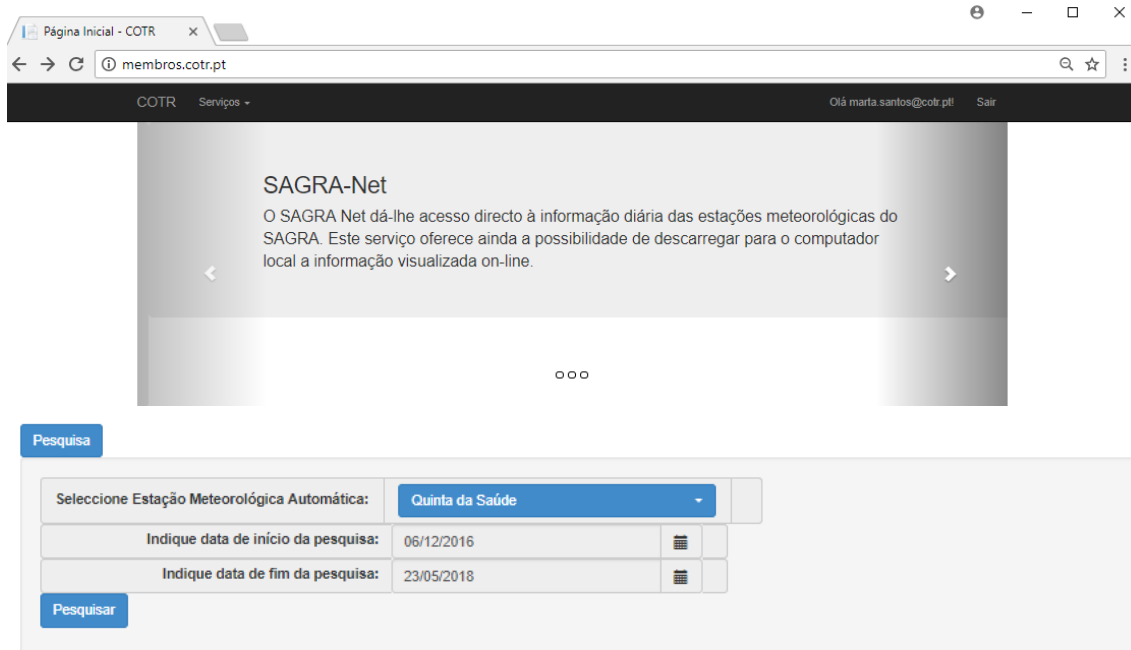 Página Inicial - COTR
membros.cotr.pt
COTR Serviços Olá marta.santos@cotr.pt! Sair
SAGRA-Net
O SAGRA Net dá-lhe acesso directo à informação diária das estações meteorológicas do
SAGRA. Este serviço oferece ainda a possibilidade de descarregar para o computador
local a informação visualizada on-line.
Pesquisa
Seleccione Estação Meteorológica Automática: Quinta da Saúde
Indique data de início da pesquisa: 06/12/2016
Indique data de fim da pesquisa: 23/05/2018
Pesquisar